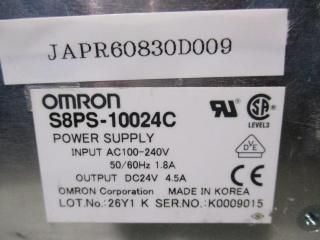 JAPR60830D009
OMRON
S8PS-10024C
POWER SUPPLY
INPUT AC100-240V
50/60Hz 1.8A
OUTPUT DC24V 4.5A
OMRON Corporation MADE IN KOREA
LOT.No.:26Y1 K SER.NO.:K0009015
LEVEL3
VDE